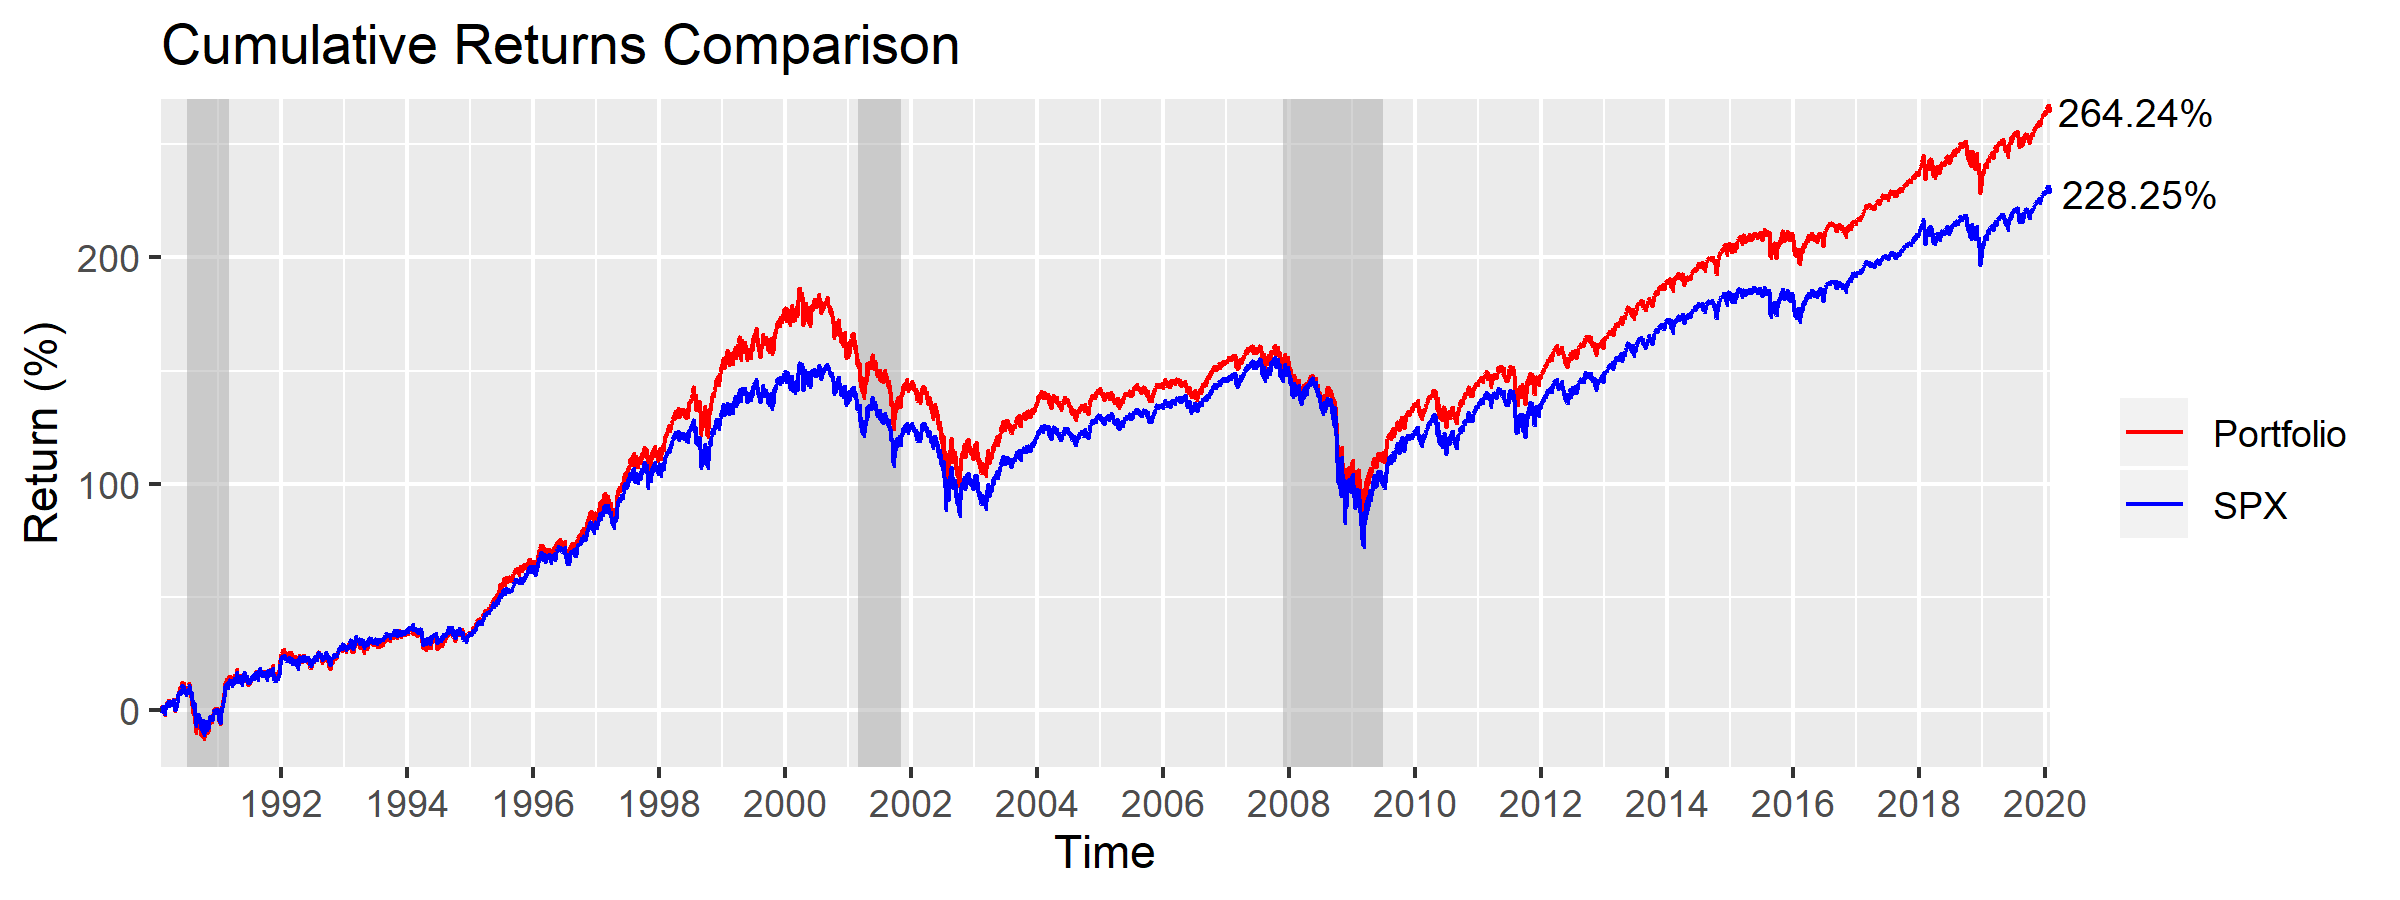 Cumulative Returns Comparison
264.24%
228.25%
200
100
0
Return (%)
1992 1994 1996 1998 2000 2002 2004 2006 2008 2010 2012 2014 2016 2018 2020
Time
Portfolio
SPX